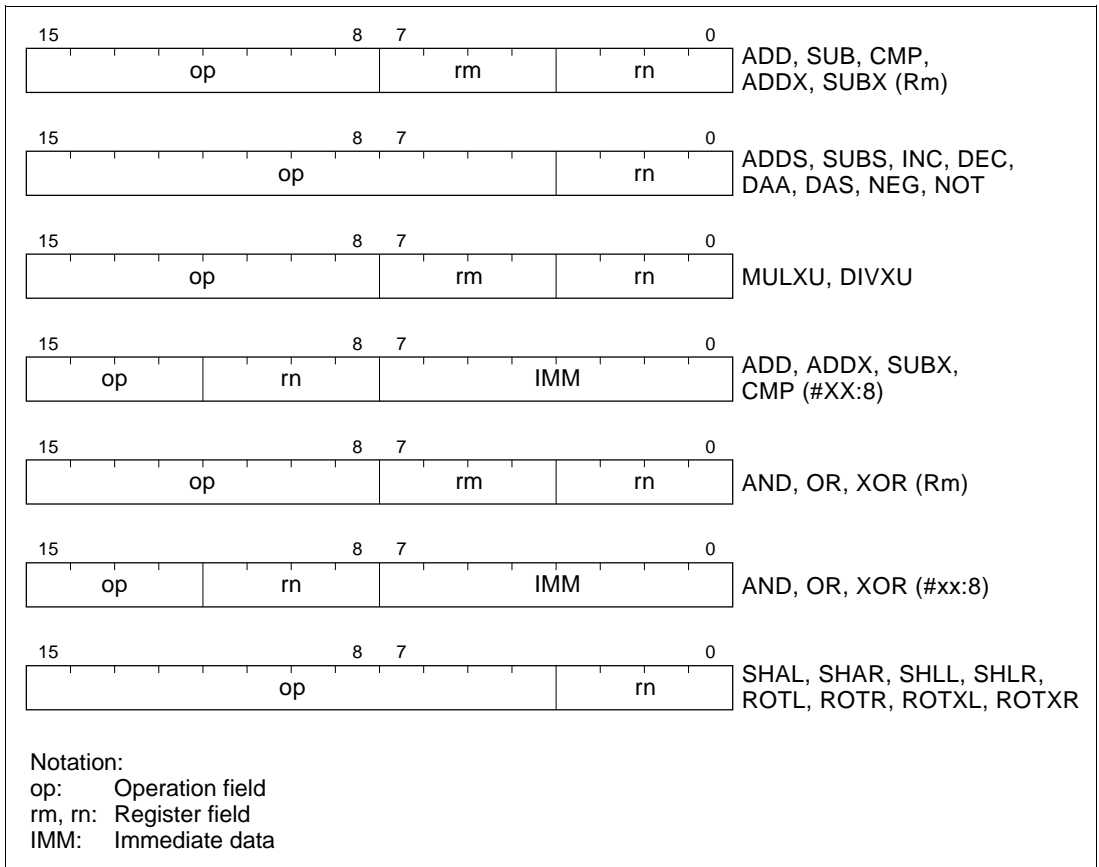 15 8 7 0
op rm rn
ADD, SUB, CMP,
ADDX, SUBX (Rm)
15 8 7 0
op rn
ADDS, SUBS, INC, DEC,
DAA, DAS, NEG, NOT
15 8 7 0
op rm rn
MULXU, DIVXU
15 8 7 0
op rn IMM
ADD, ADDX, SUBX,
CMP (#XX:8)
15 8 7 0
op rm rn
AND, OR, XOR (Rm)
15 8 7 0
op rn IMM
AND, OR, XOR (#xx:8)
15 8 7 0
op rn
SHAL, SHAR, SHLL, SHLR,
ROTL, ROTR, ROTXL, ROTXR
Notation:
op: Operation field
rm, rn: Register field
IMM: Immediate data